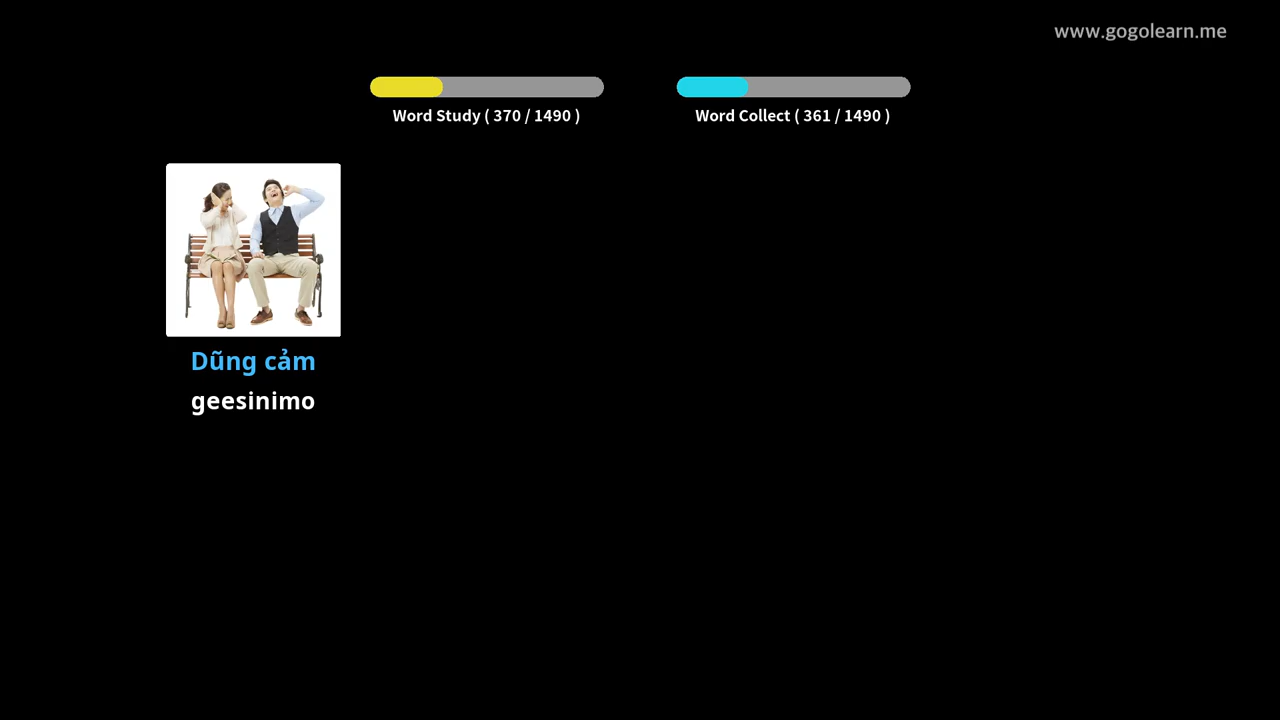 www.gogolearn.me
Word Study ( 370 / 1490 )
Word Collect ( 361 / 1490 )
Dũng cảm
geesinimo